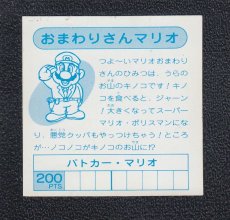 おまわりさんマリオ
つよ〜いマリオおまわり
さんのひみつは、うらの
お山のキノコです!キノ
コを食べると、ジャーン
!大きくなってスーパー
マリオ・ポリスマンにな
り、悪党クッパもやっつけちゃう!ところ
が…ノコノコがキノコのお山に!?
パトカー・マリオ
200
PTS.